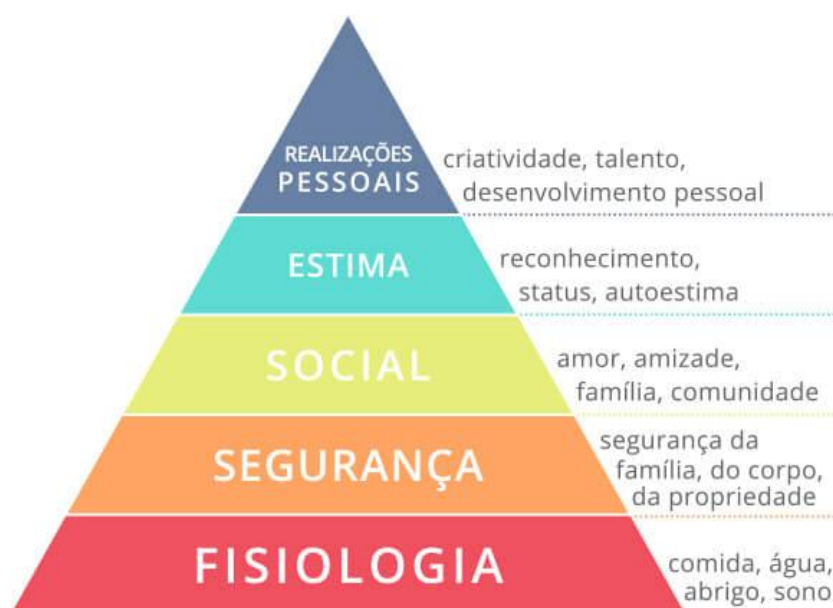 REALIZAÇÕES
PESSOAIS
criatividade, talento,
desenvolvimento pessoal
ESTIMA
reconhecimento,
status, autoestima
SOCIAL
amor, amizade,
família, comunidade
SEGURANÇA
segurança da
família, do corpo,
da propriedade
FISIOLOGIA
comida, água,
abrigo, sono